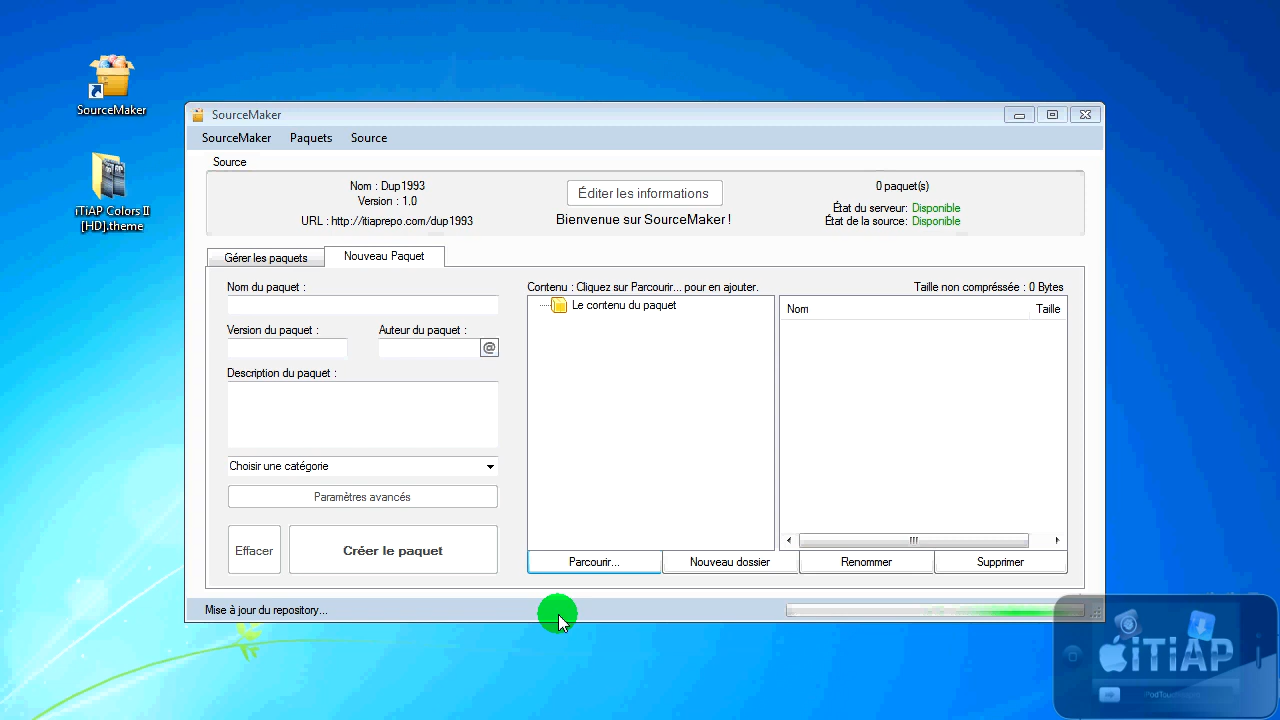 SourceMaker
iTiAP Colors II
[HD].theme
SourceMaker
SourceMaker Paquets Source
Source
Nom : Dup1993
Version : 1.0
URL : http://tiaprepo.com/dup1993
Éditer les informations
Bienvenue sur SourceMaker !
0 paquet(s)
État du serveur: Disponible
État de la source: Disponible
Gérer les paquets
Nouveau Paquet
Nom du paquet :
Version du paquet :
Auteur du paquet :
@
Description du paquet :
Choisir une catégorie
Paramètres avancés
Effacer
Créer le paquet
Contenu : Cliquez sur Parcourir... pour en ajouter.
Taille non compréssée : 0 Bytes
Le contenu du paquet
Nom
Taille
Parcourir...
Nouveau dossier
Renommer
Supprimer
Mise à jour du repository...
iTiAP